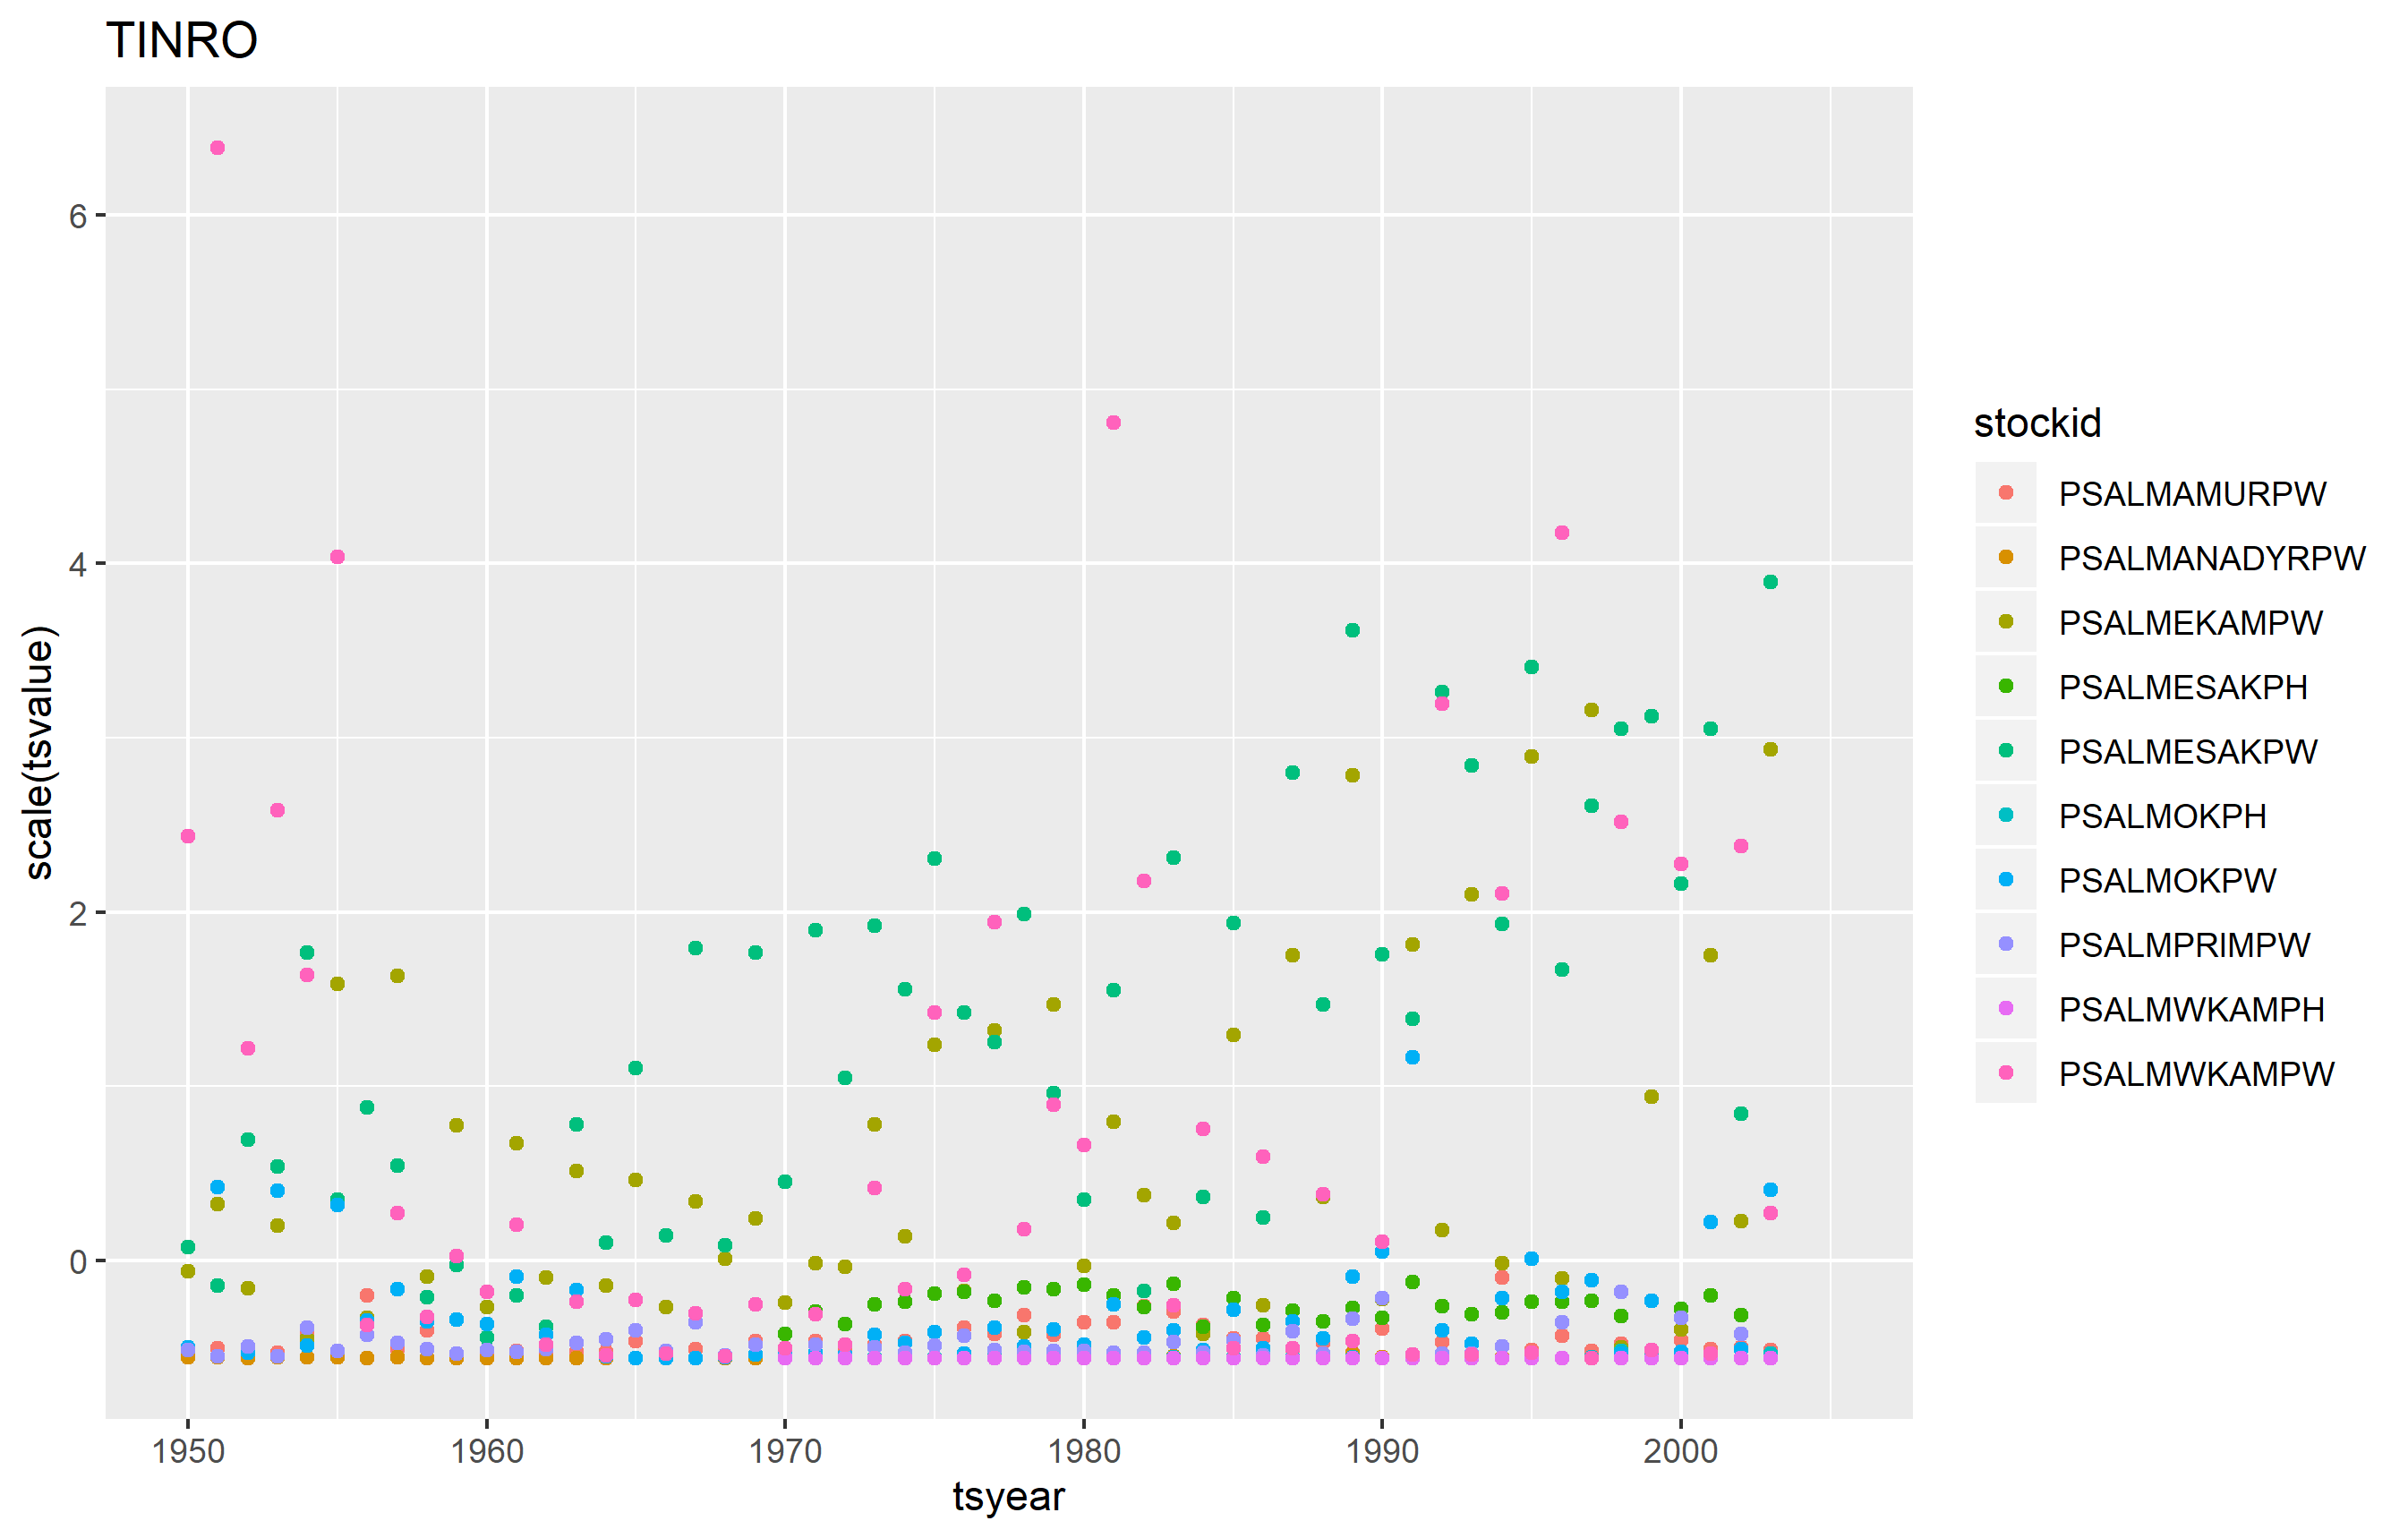 TINRO
6
4
2
0
scale(tsvalue)
1950 1960 1970 1980 1990 2000
tsyear
stockid
PSALMAMURPW
PSALMANADYRPW
PSALMEKAMPW
PSALMESAKPH
PSALMESAKPW
PSALMOKPH
PSALMOKPW
PSALMPRIMPW
PSALMWKAMPH
PSALMWKAMPW